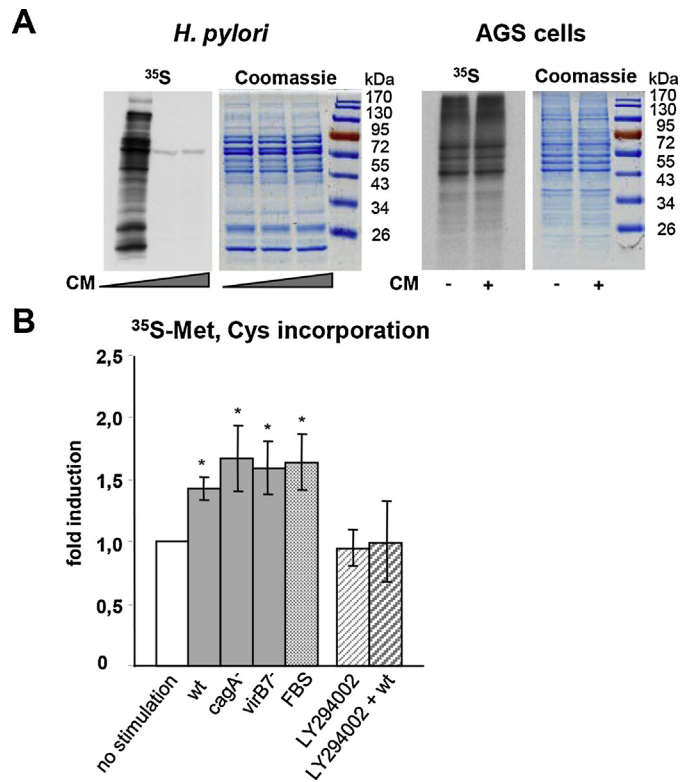 A
H. pylori
AGS cells
35S Coomassie kDa
170
130
95
72
55
43
34
26
CM
35S Coomassie kDa
170
130
95
72
55
43
34
26
CM - + - +
B
35S-Met, Cys incorporation
fold induction
2,5
2,0
1,5
1,0
0,5
0
* * * *
no stimulation
wt
cagA-
virB7-
FBS
LY294002
LY294002 + wt